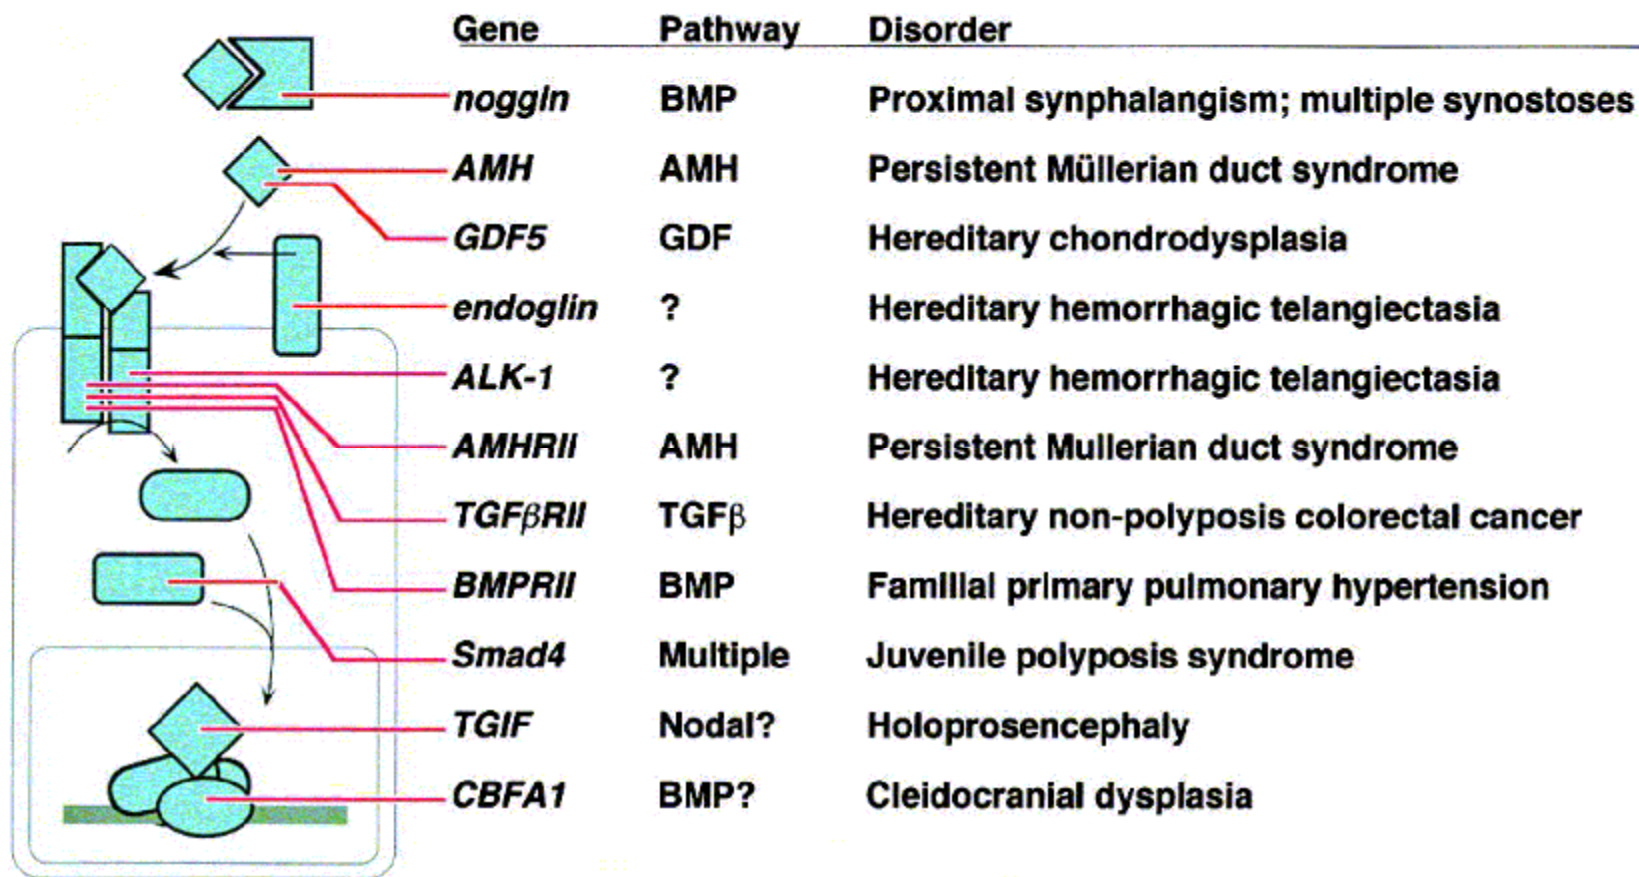 Gene Pathway Disorder
noggin BMP Proximal synphalangism; multiple synostoses
AMH AMH Persistent Müllerian duct syndrome
GDF5 GDF Hereditary chondrodysplasia
endoglin ? Hereditary hemorrhagic telangiectasia
ALK-1 ? Hereditary hemorrhagic telangiectasia
AMHRII AMH Persistent Mullerian duct syndrome
TGFβRII TGFβ Hereditary non-polyposis colorectal cancer
BMPRII BMP Familial primary pulmonary hypertension
Smad4 Multiple Juvenile polyposis syndrome
TGIF Nodal? Holoprosencephaly
CBFA1 BMP? Cleidocranial dysplasia